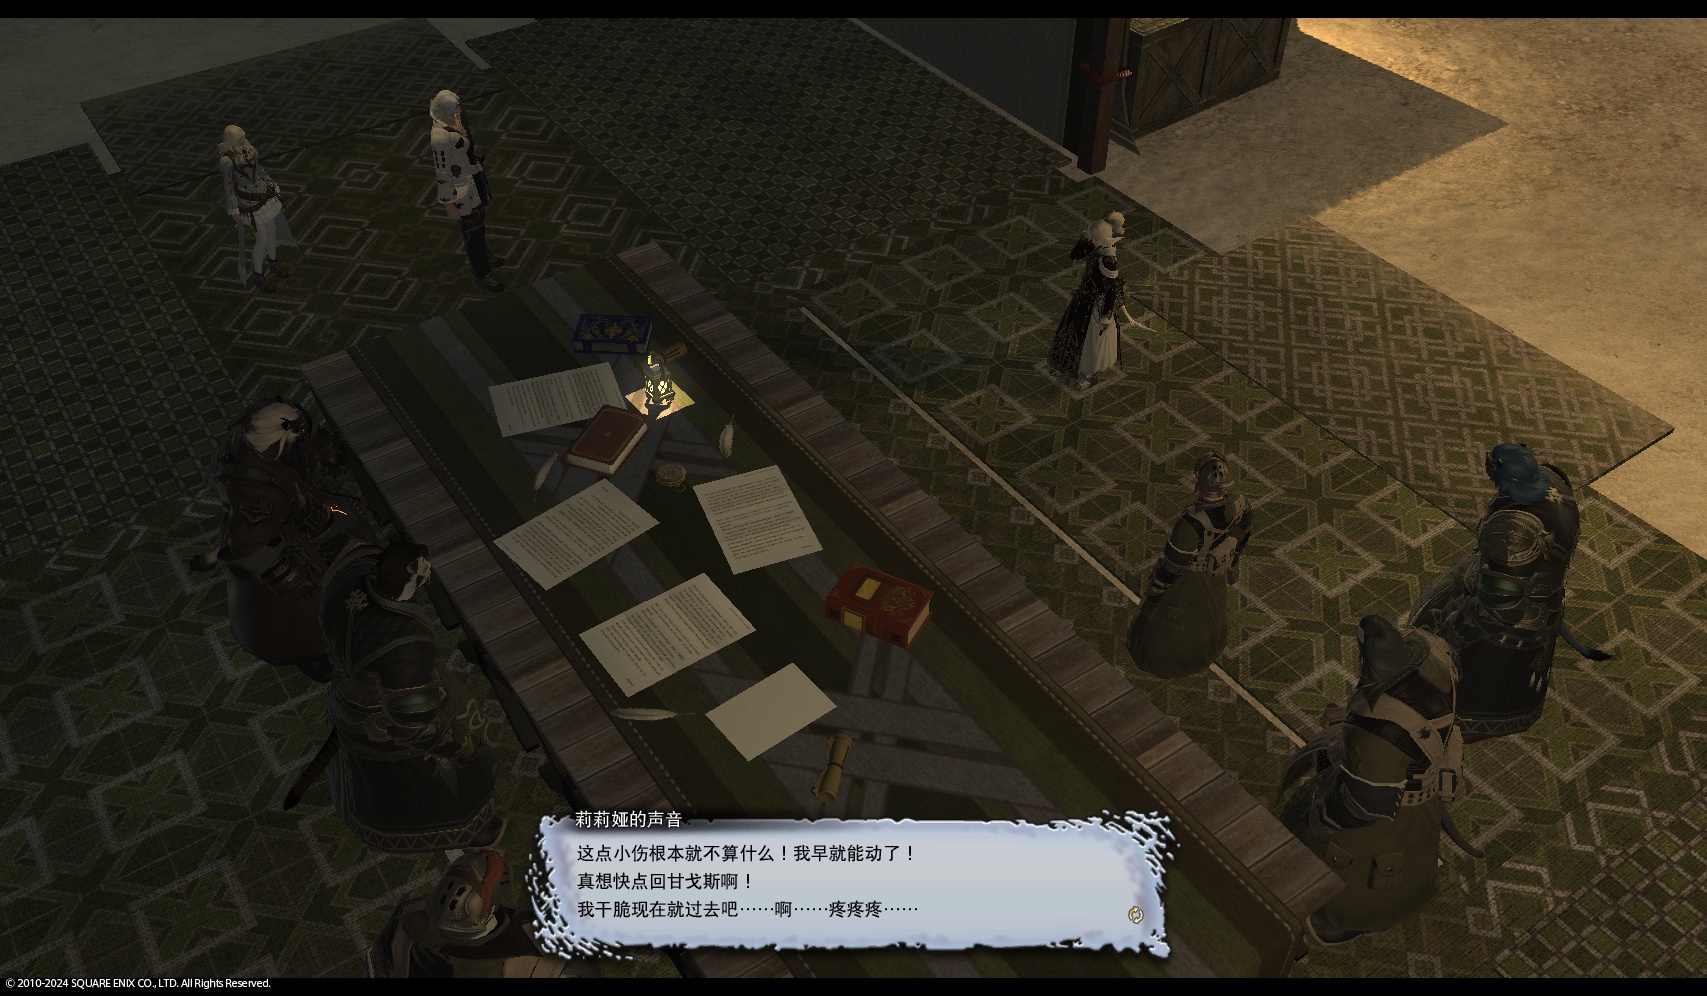 莉莉娅的声音
这点小伤根本就不算什么！我早就能动了！
真想快点回甘戈斯啊！
我干脆现在就过去吧……啊……疼疼疼……
© 2010-2024 SQUARE ENIX CO., LTD. All Rights Reserved.